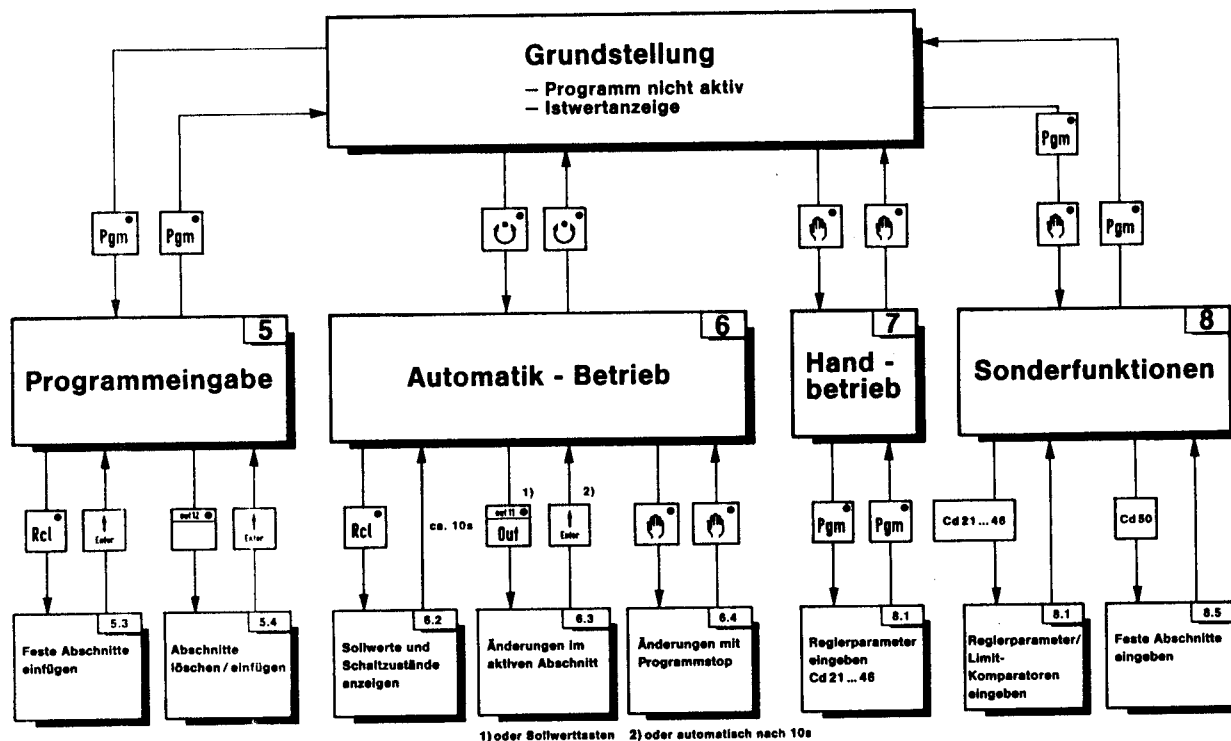 Grundstellung
– Programm nicht aktiv
– Istwertanzeige
Pgm
Pgm
Pgm
Pgm
5
Programmeingabe
6
Automatik - Betrieb
7
Hand -
betrieb
8
Sonderfunktionen
Rcl
Enter
out 12
Enter
Rcl
ca. 10s
1)
out 11
Out
2)
Enter
Pgm
Pgm
Cd 21 ... 46
Cd 50
5.3
Feste Abschnitte
einfügen
5.4
Abschnitte
löschen / einfügen
6.2
Sollwerte und
Schaltzustände
anzeigen
6.3
Änderungen im
aktiven Abschnitt
6.4
Änderungen mit
Programmstop
8.1
Reglerparameter
eingeben
Cd 21 ... 46
8.1
Reglerparameter/
Limit-
Komparatoren
eingeben
8.5
Feste Abschnitte
eingeben
1) oder Sollwerttasten 2) oder automatisch nach 10s